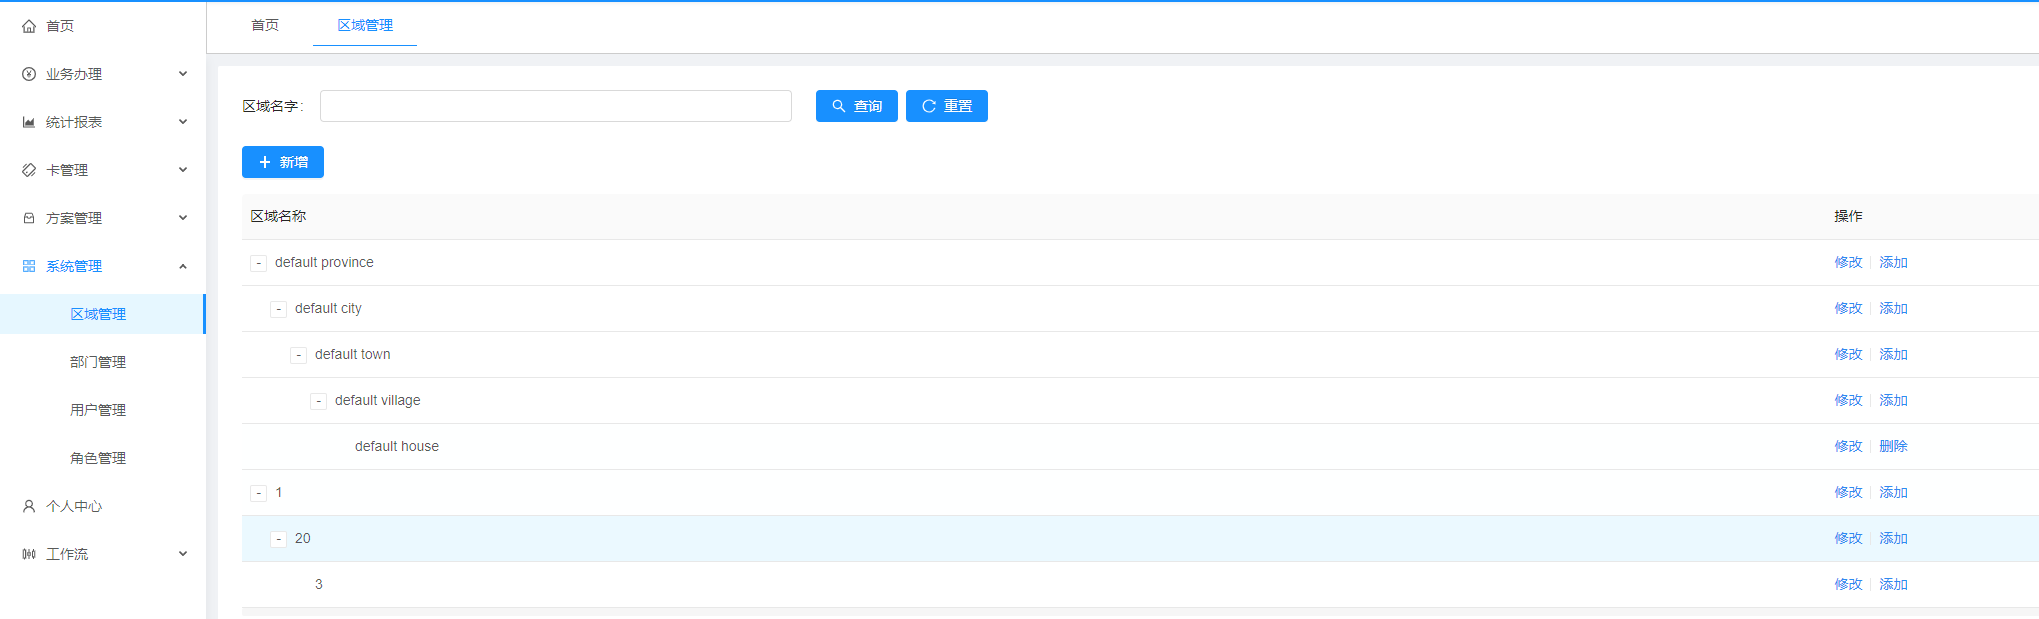 首页
业务办理
统计报表
卡管理
方案管理
系统管理
区域管理
部门管理
用户管理
角色管理
个人中心
工作流
首页 区域管理
区域名字: 查询 重置
+ 新增
区域名称 操作
- default province 修改 添加
- default city 修改 添加
- default town 修改 添加
- default village 修改 添加
default house 修改 删除
- 1 修改 添加
- 20 修改 添加
3 修改 添加